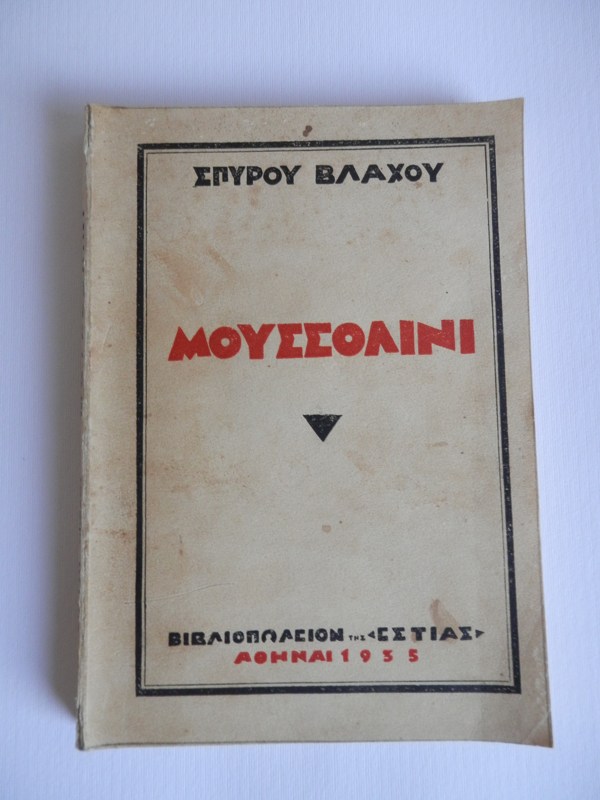 ΣΠΥΡΟΥ ΒΛΑΧΟΥ
ΜΟΥΣΣΟΛΙΝΙ
ΒΙΒΛΙΟΠΩΛΕΙΟΝ ΤΗΣ «ΕΣΤΙΑΣ»
ΑΘΗΝΑΙ 1935